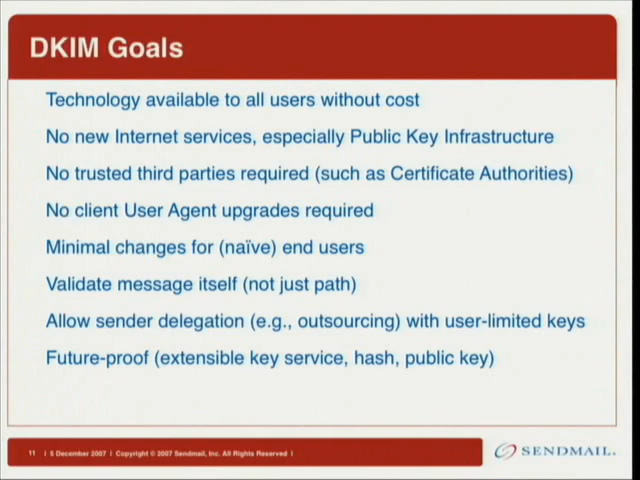 DKIM Goals
Technology available to all users without cost
No new Internet services, especially Public Key Infrastructure
No trusted third parties required (such as Certificate Authorities)
No client User Agent upgrades required
Minimal changes for (naïve) end users
Validate message itself (not just path)
Allow sender delegation (e.g., outsourcing) with user-limited keys
Future-proof (extensible key service, hash, public key)
11 | 5 December 2007 | Copyright © 2007 Sendmail, Inc. All Rights Reserved |
SENDMAIL.